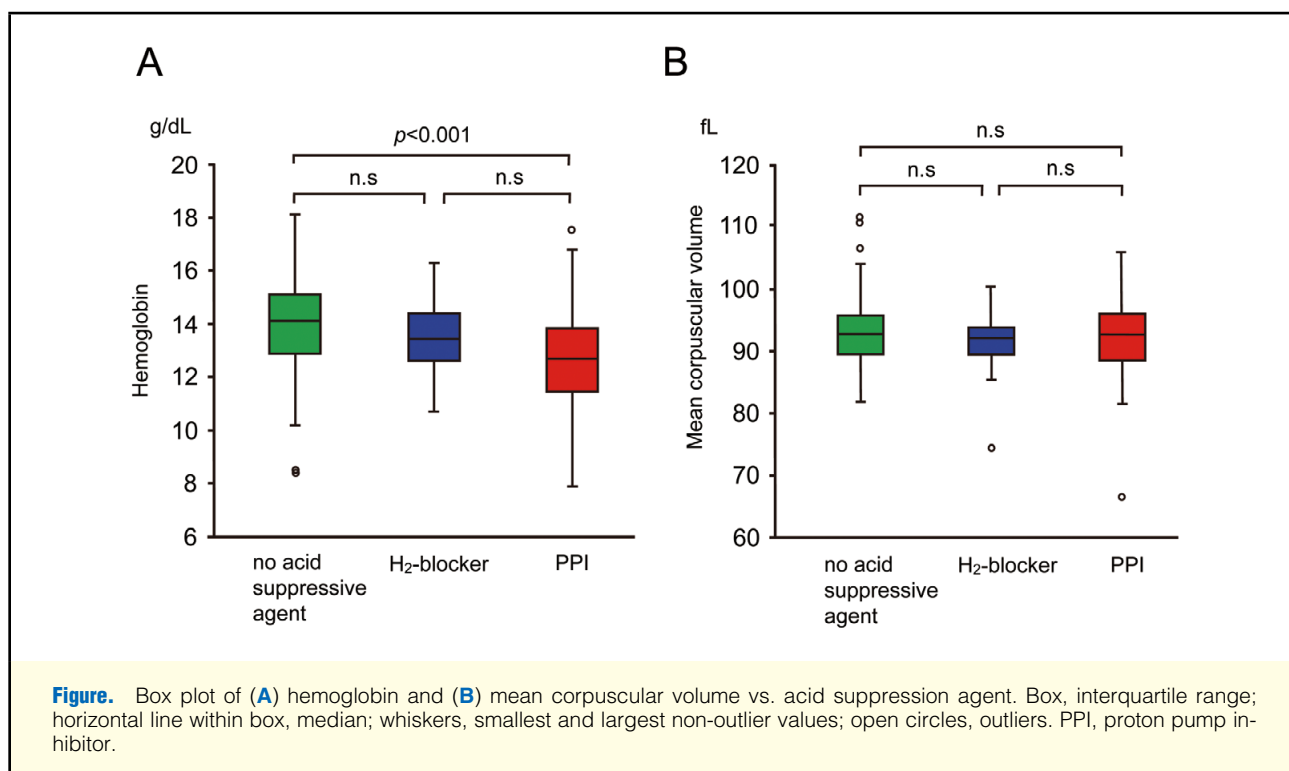 A
g/dL
p<0.001
n.s
n.s
20
18
16
14
12
10
8
6
Hemoglobin
no acid
suppressive
agent
H₂-blocker
PPI
B
fL
n.s
n.s
n.s
120
110
100
90
80
70
60
Mean corpuscular volume
no acid
suppressive
agent
H₂-blocker
PPI
Figure. Box plot of (A) hemoglobin and (B) mean corpuscular volume vs. acid suppression agent. Box, interquartile range;
horizontal line within box, median; whiskers, smallest and largest non-outlier values; open circles, outliers. PPI, proton pump in-
hibitor.